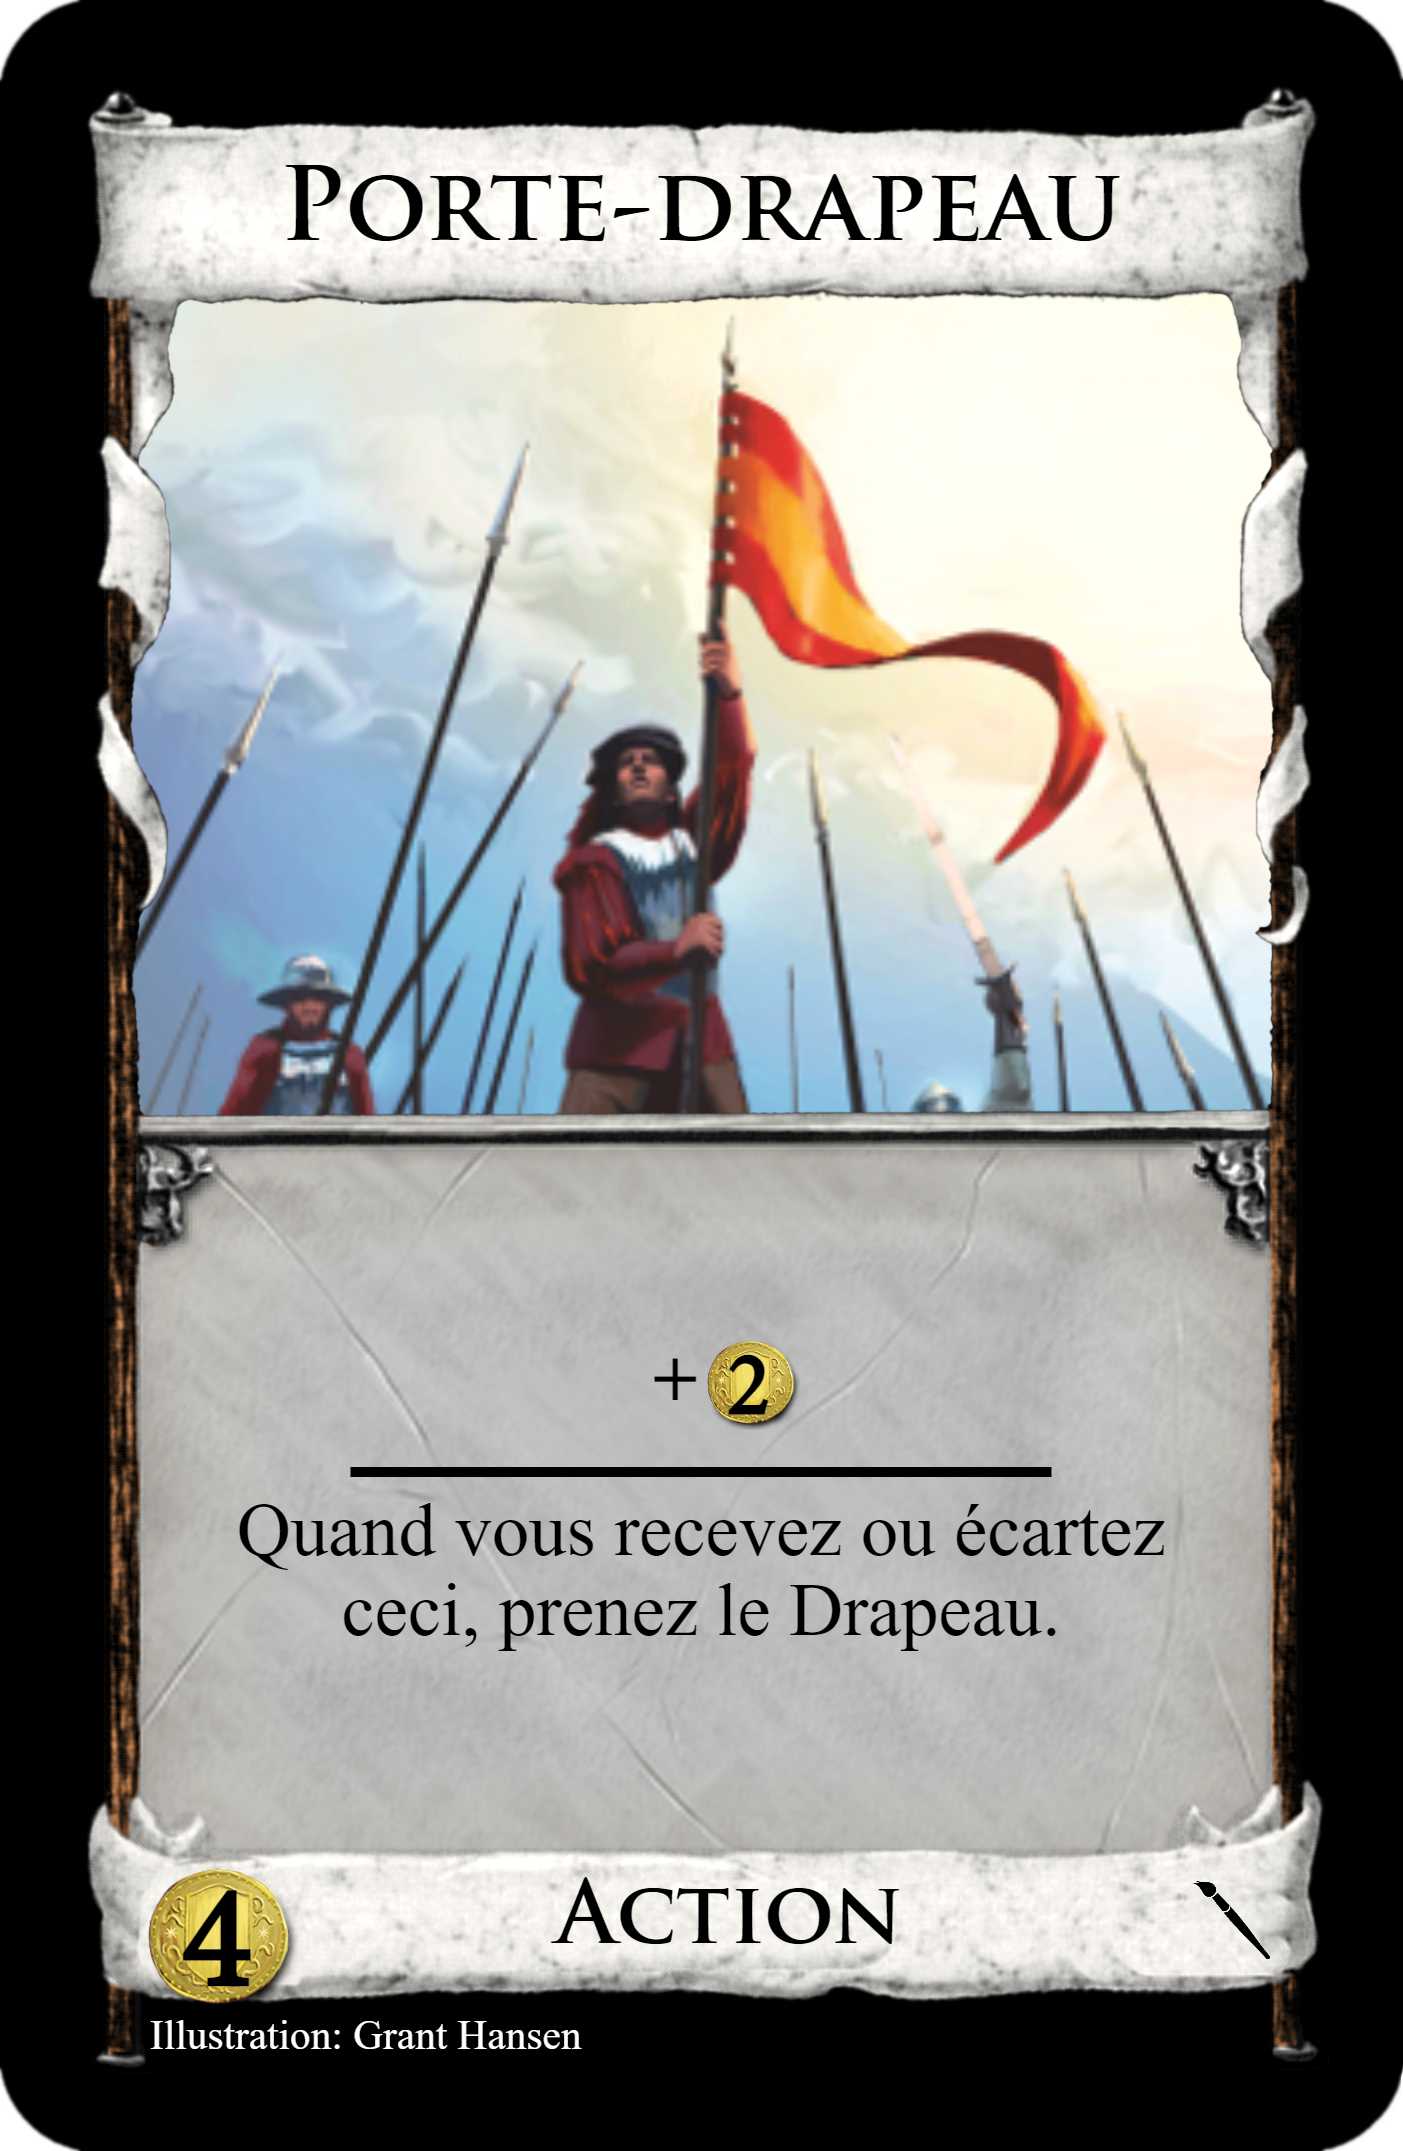 Porte-drapeau
+2
Quand vous recevez ou écartez
ceci, prenez le Drapeau.
4
Action
Illustration: Grant Hansen